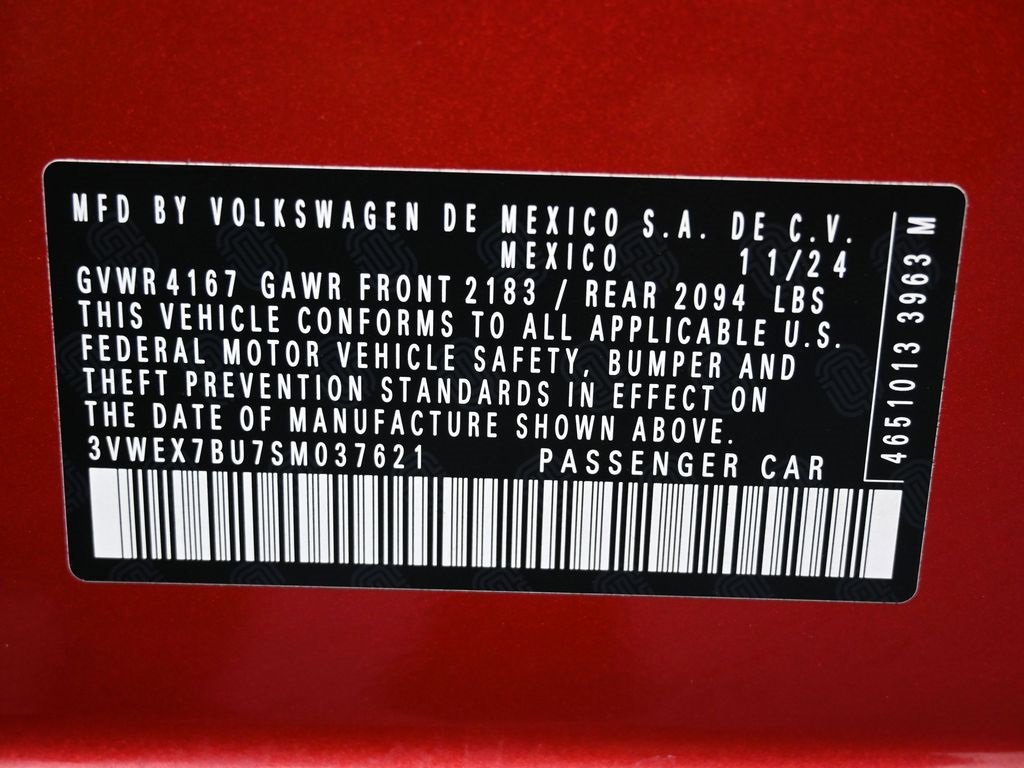 MFD BY VOLKSWAGEN DE MEXICO S.A. DE C.V.
MEXICO 11/24
GVWR 4167 GAWR FRONT 2183 / REAR 2094 LBS
THIS VEHICLE CONFORMS TO ALL APPLICABLE U.S.
FEDERAL MOTOR VEHICLE SAFETY, BUMPER AND
THEFT PREVENTION STANDARDS IN EFFECT ON
THE DATE OF MANUFACTURE SHOWN ABOVE.
3VWEX7BU7SM037621 PASSENGER CAR
4651013 3963 M